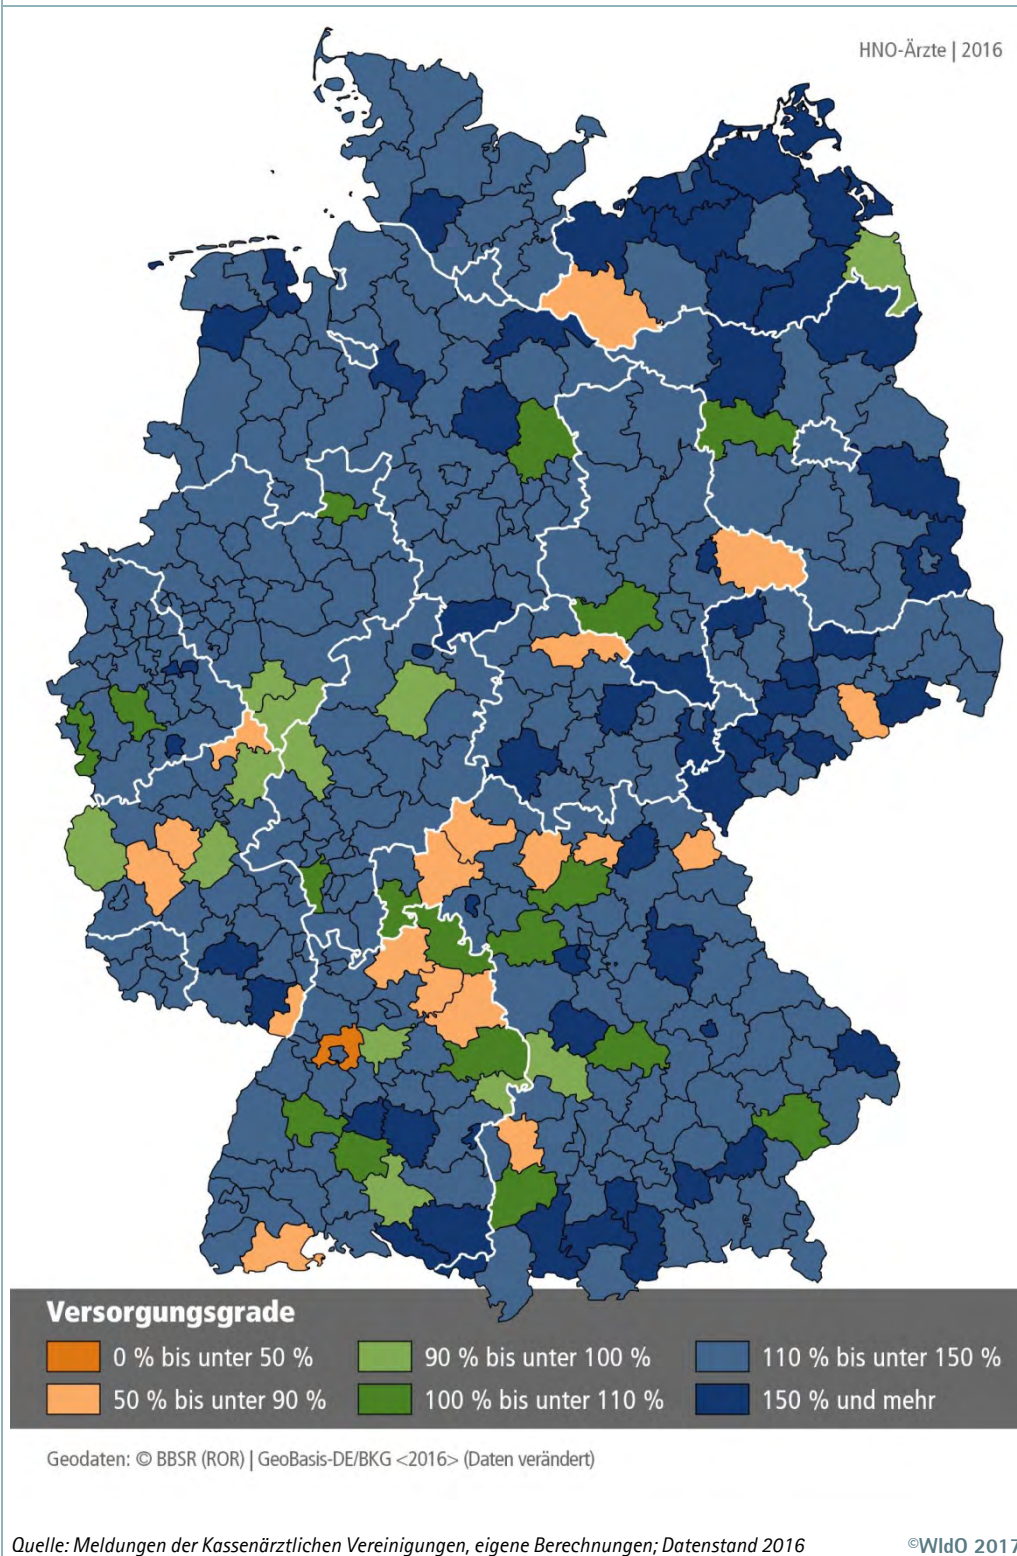 HNO-Ärzte | 2016
Versorgungsgrade
0 % bis unter 50 %
90 % bis unter 100 %
110 % bis unter 150 %
50 % bis unter 90 %
100 % bis unter 110 %
150 % und mehr
Geodaten: © BBSR (ROR) | GeoBasis-DE/BKG <2016> (Daten verändert)
Quelle: Meldungen der Kassenärztlichen Vereinigungen, eigene Berechnungen; Datenstand 2016
©WIdO 2017